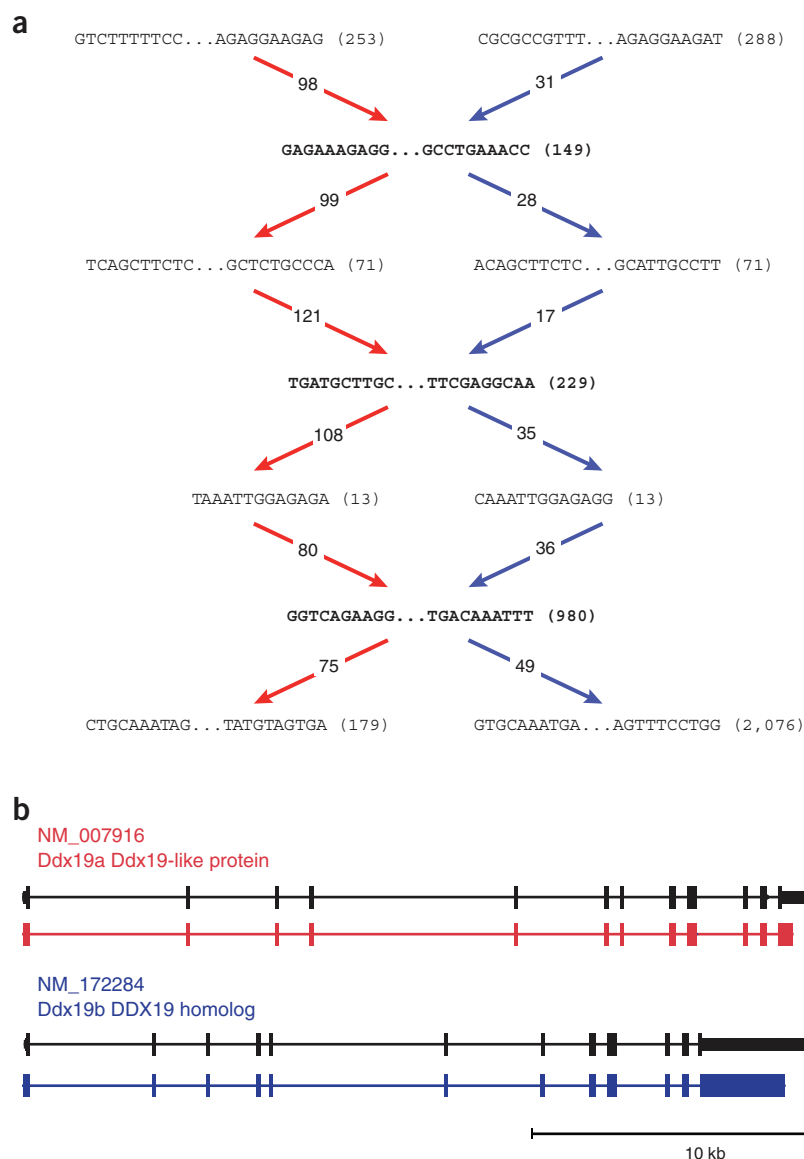 a
GTCTTTTTCC...AGAGGAAGAG (253) CGCGCCGTTT...AGAGGAAGAT (288)
98 31
GAGAAAGAGG...GCCTGAAACC (149)
99 28
TCAGCTTCTC...GCTCTGCCCA (71) ACAGCTTCTC...GCATTGCCTT (71)
121 17
TGATGCTTGC...TTCGAGGCAA (229)
108 35
TAAATTGGAGAGA (13) CAAATTGGAGAGG (13)
80 36
GGTCAGAAGG...TGACAAATTT (980)
75 49
CTGCAAATAG...TATGTAGTGA (179) GTGCAAATGA...AGTTTCCTGG (2,076)
b
NM_007916
Ddx19a Ddx19-like protein
NM_172284
Ddx19b DDX19 homolog
10 kb